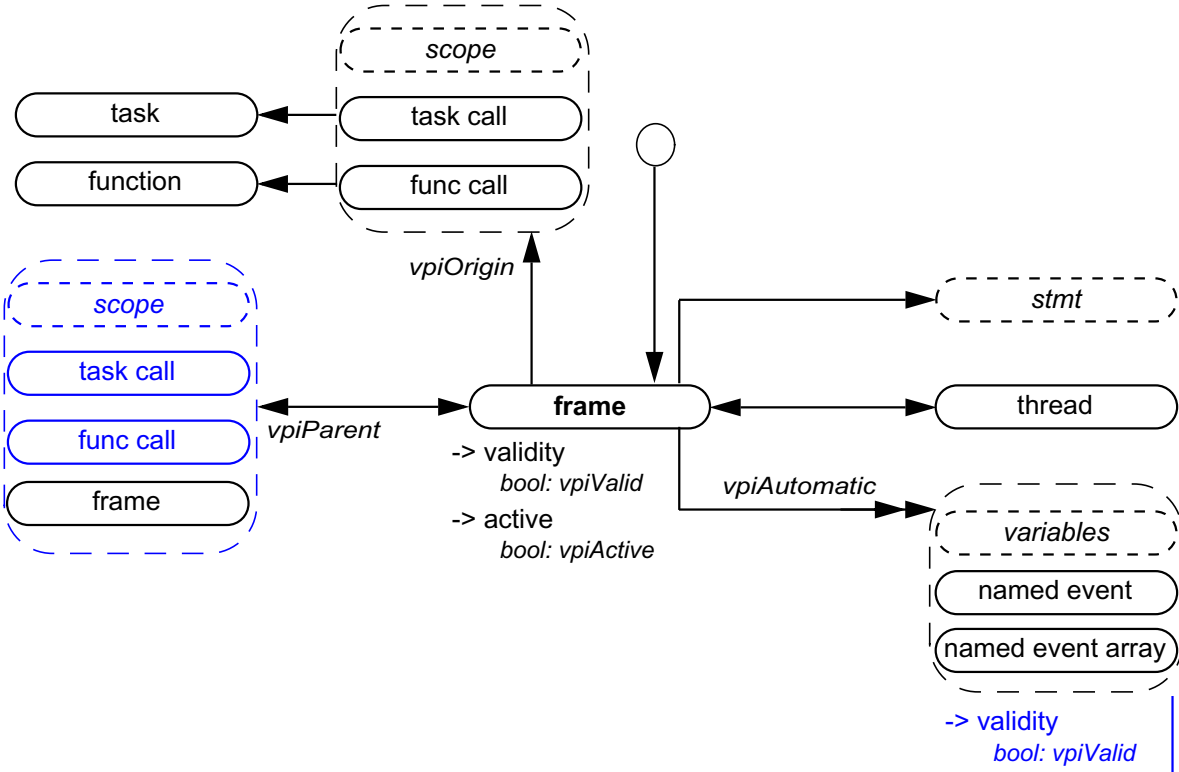 scope
task
task call
function
func call
vpiOrigin
scope
stmt
task call
frame
thread
vpiParent
func call
-> validity
bool: vpiValid
vpiAutomatic
frame
-> active
bool: vpiActive
variables
named event
named event array
-> validity
bool: vpiValid